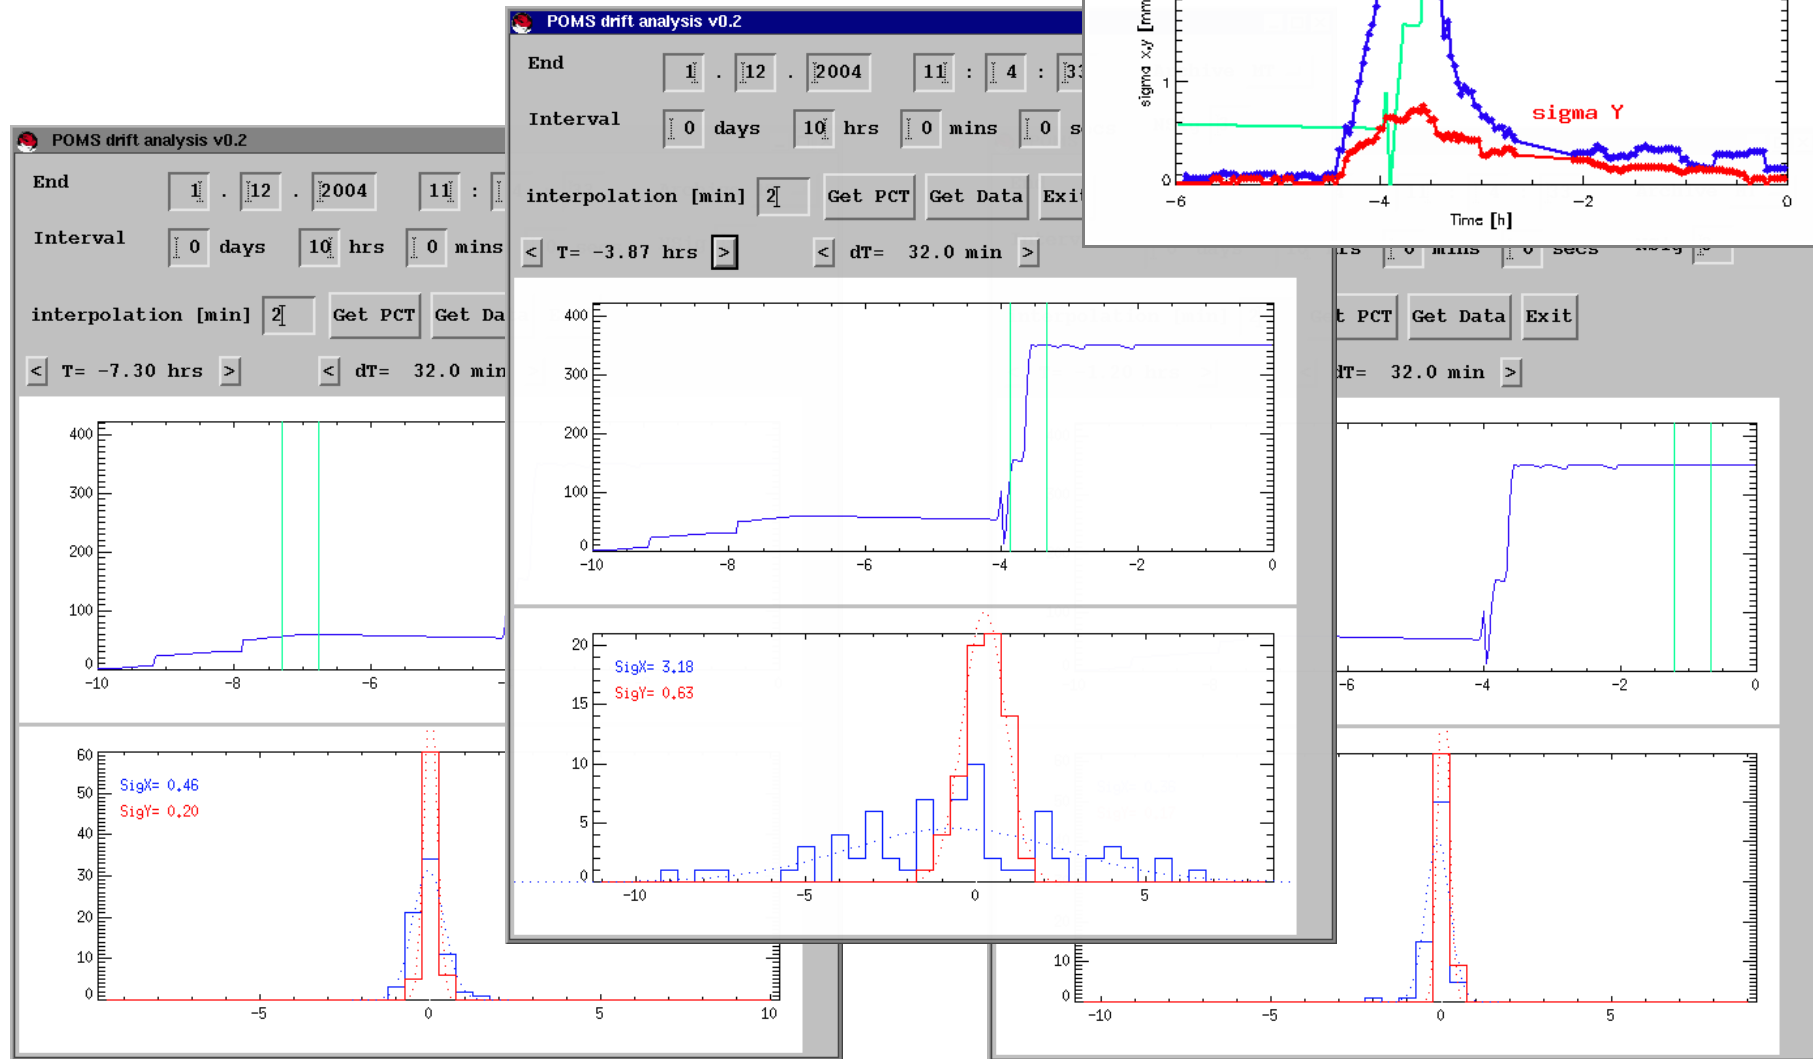 POMS drift analysis v0.2
End
1 . 12 . 2004 11 :
Interval
0 days 10 hrs 0 mins
interpolation [min] 2 Get PCT Get Da
< T= -7.30 hrs > < dT= 32.0 min
400
300
200
100
0
-10 -8 -6
60
SigX= 0.46
50
SigY= 0.20
40
30
20
10
0
-5 0 5 10
POMS drift analysis v0.2
End
1 . 12 . 2004 11 : 4 : 33
Interval
0 days 10 hrs 0 mins 0 s
interpolation [min] 2 Get PCT Get Data Exi
< T= -3.87 hrs > < dT= 32.0 min >
400
300
200
100
0
-10 -8 -6 -4 -2 0
20
SigX= 3.18
SigY= 0.63
15
10
5
0
-10 -5 0 5
sigma x,y [mm
1
sigma Y
0
-6 -4 -2 0
Time [h]
rs 0 mins 0 secs
t PCT Get Data Exit
dT= 32.0 min >
-6 -4 -2 0
10
0
-10 -5 0 5